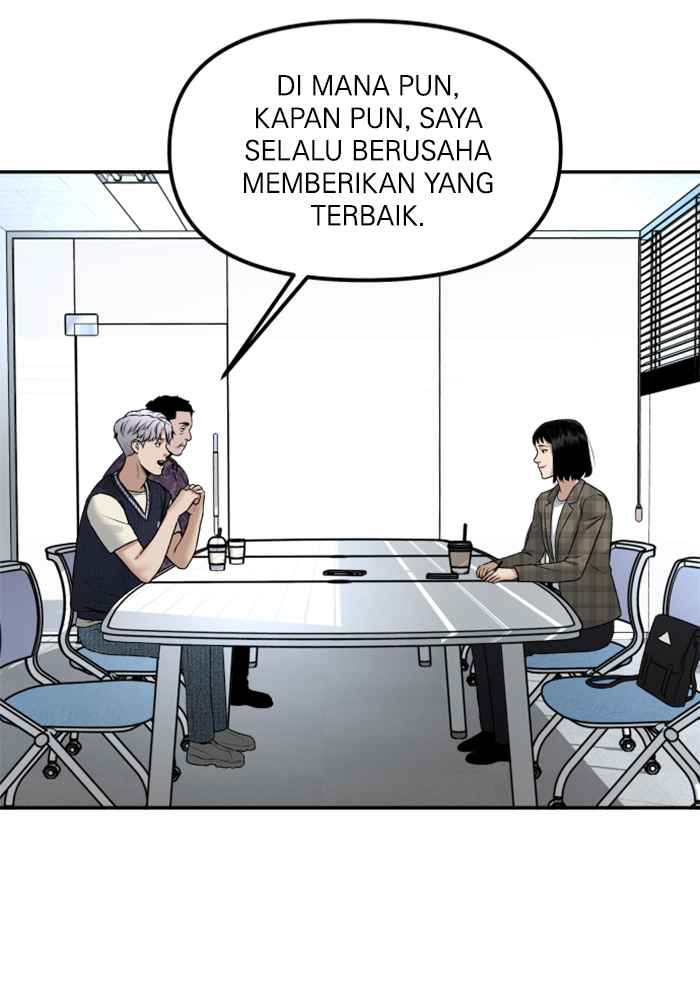 DI MANA PUN,
KAPAN PUN, SAYA
SELALU BERUSAHA
MEMBERIKAN YANG
TERBAIK.